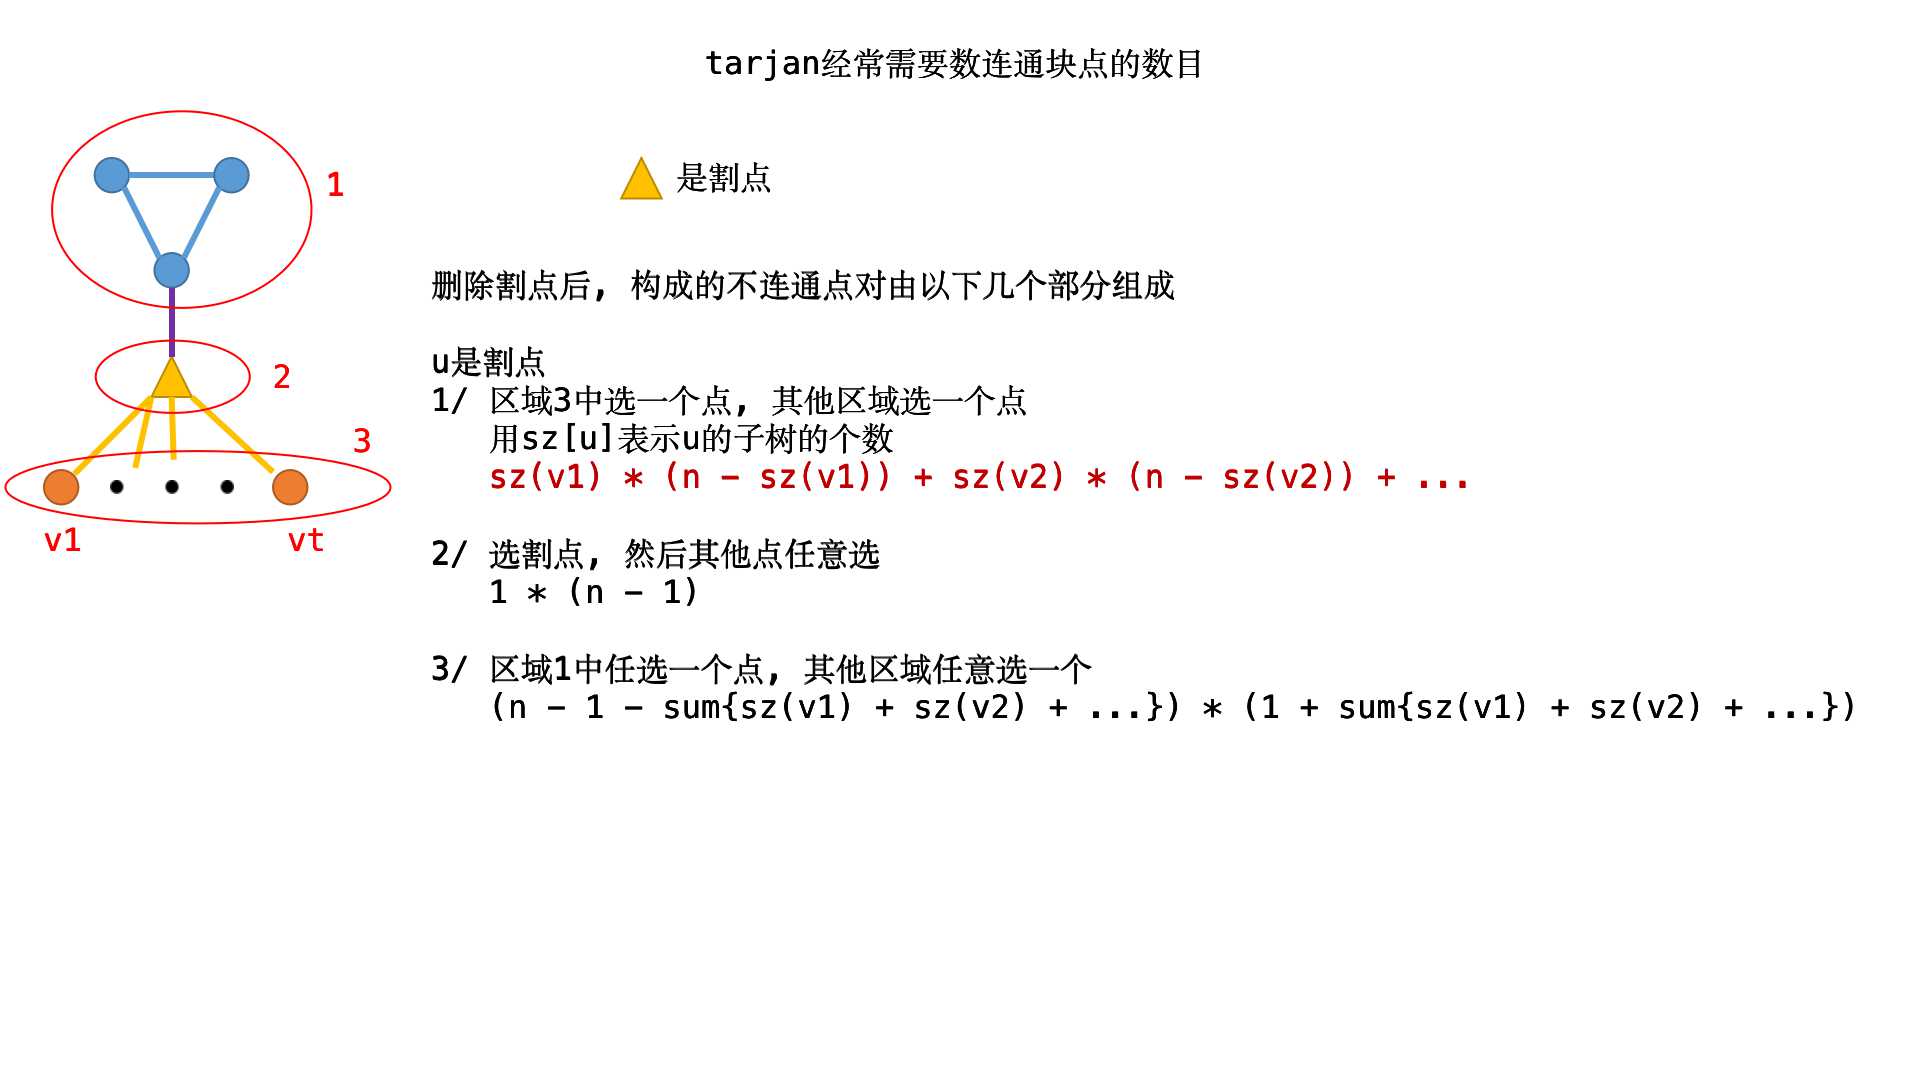 tarjan经常需要数连通块点的数目
1
是割点
删除割点后, 构成的不连通点对由以下几个部分组成
2
u是割点
1/ 区域3中选一个点, 其他区域选一个点
3
用sz[u]表示u的子树的个数
sz(v1) * (n - sz(v1)) + sz(v2) * (n - sz(v2)) + ...
v1
vt
2/ 选割点, 然后其他点任意选
1 * (n - 1)
3/ 区域1中任选一个点, 其他区域任意选一个
(n - 1 - sum{sz(v1) + sz(v2) + ...}) * (1 + sum{sz(v1) + sz(v2) + ...})